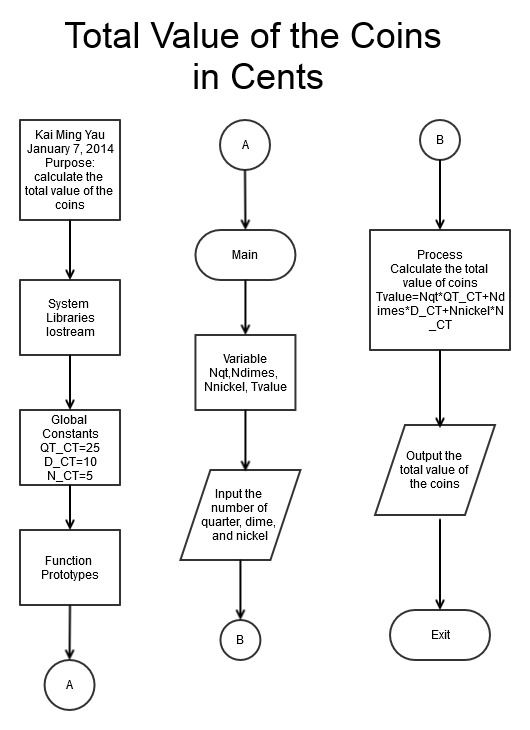 Total Value of the Coins
in Cents
Kai Ming Yau
January 7, 2014
Purpose:
calculate the
total value of the
coins
System
Libraries
Iostream
Global
Constants
QT_CT=25
D_CT=10
N_CT=5
Function
Prototypes
A
A
Main
Variable
Nqt,Ndimes,
Nnickel, Tvalue
Input the
number of
quarter, dime,
and nickel
B
B
Process
Calculate the total
value of coins
Tvalue=Nqt*QT_CT+Nd
imes*D_CT+Nnickel*N
_CT
Output the
total value of
the coins
Exit